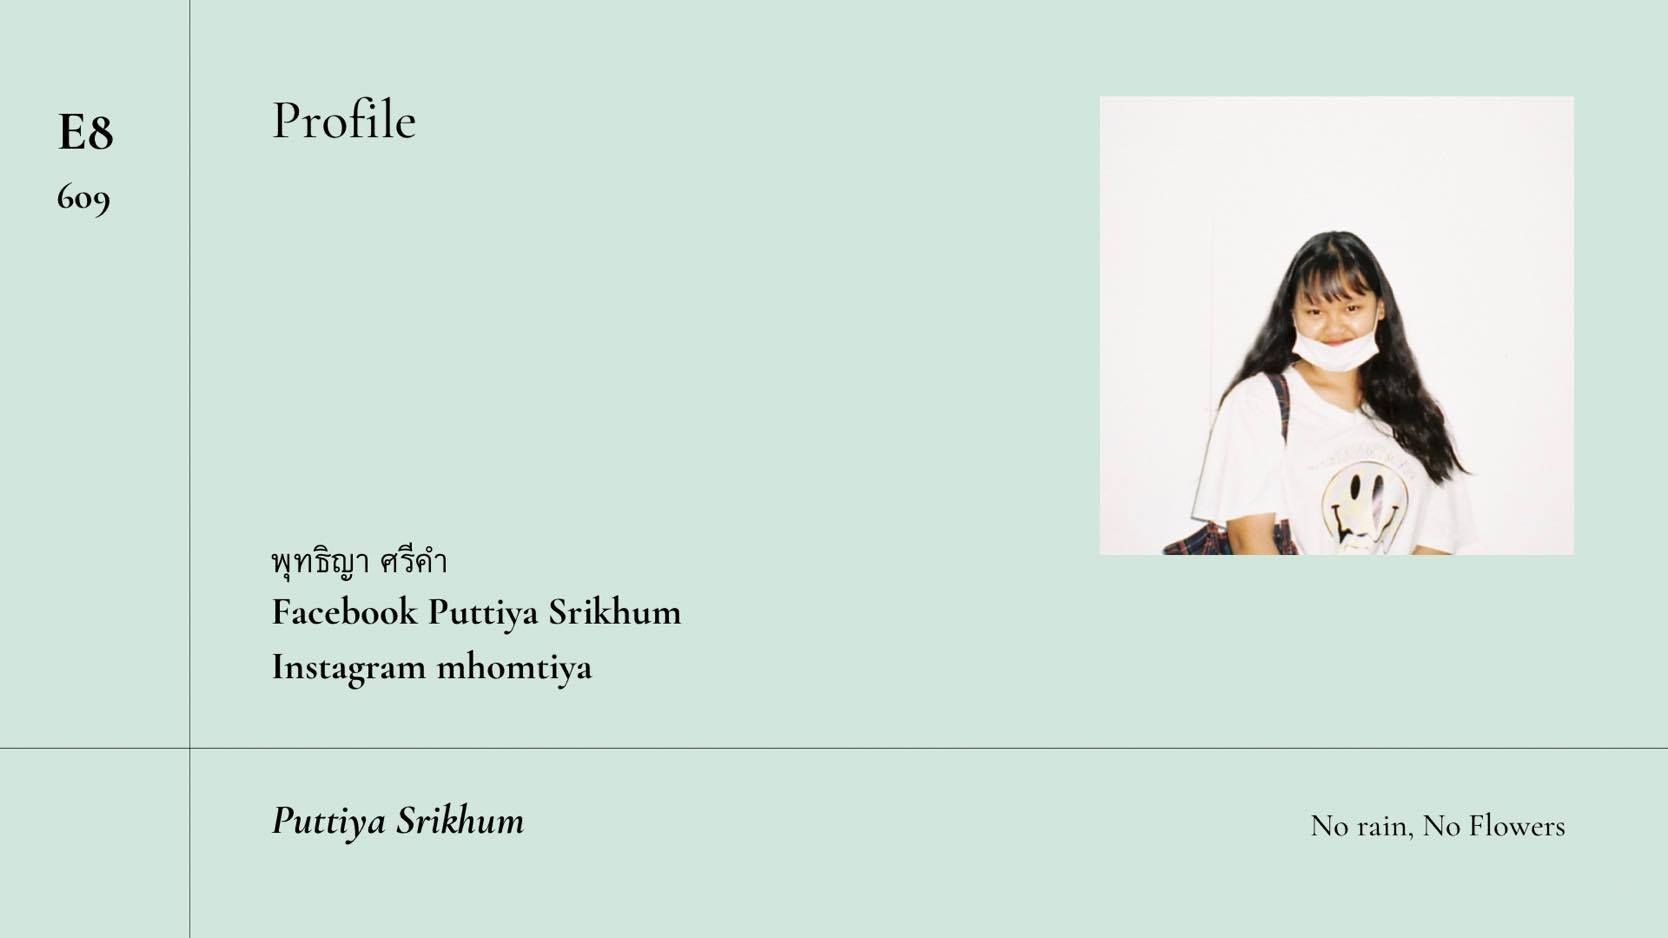 E8
609
Profile
พุทธิญา ศรีคำ
Facebook Puttiya Srikhum
Instagram mhomtiya
Puttiya Srikhum
No rain, No Flowers